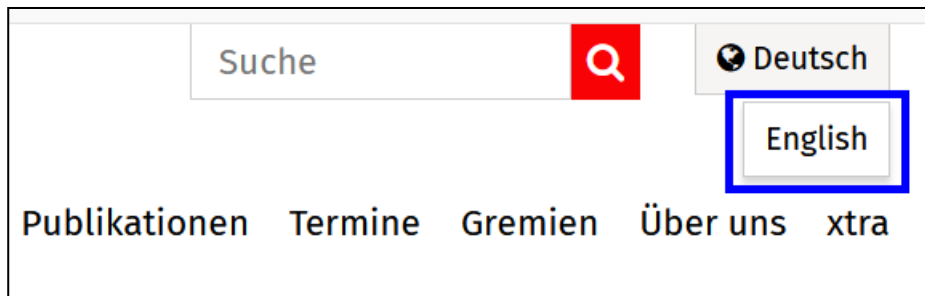 Suche
Deutsch
English
Publikationen Termine Gremien Über uns xtra